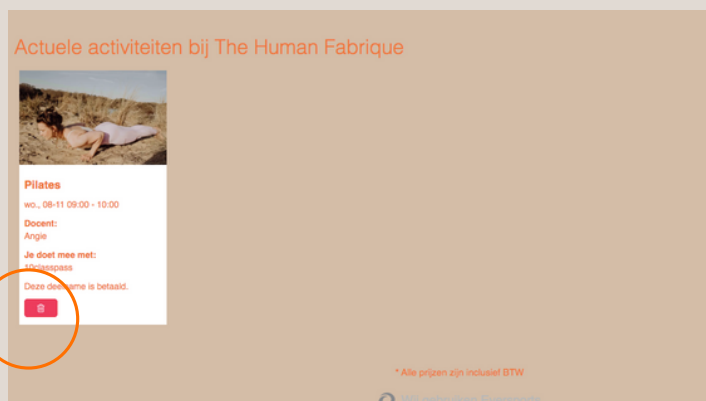 Actuele activiteiten bij The Human Fabrique
Pilates
wo., 08-11 09:00 - 10:00
Docent:
Angie
Je doet mee met:
10classpass
Deze deelname is betaald.
* Alle prijzen zijn inclusief BTW